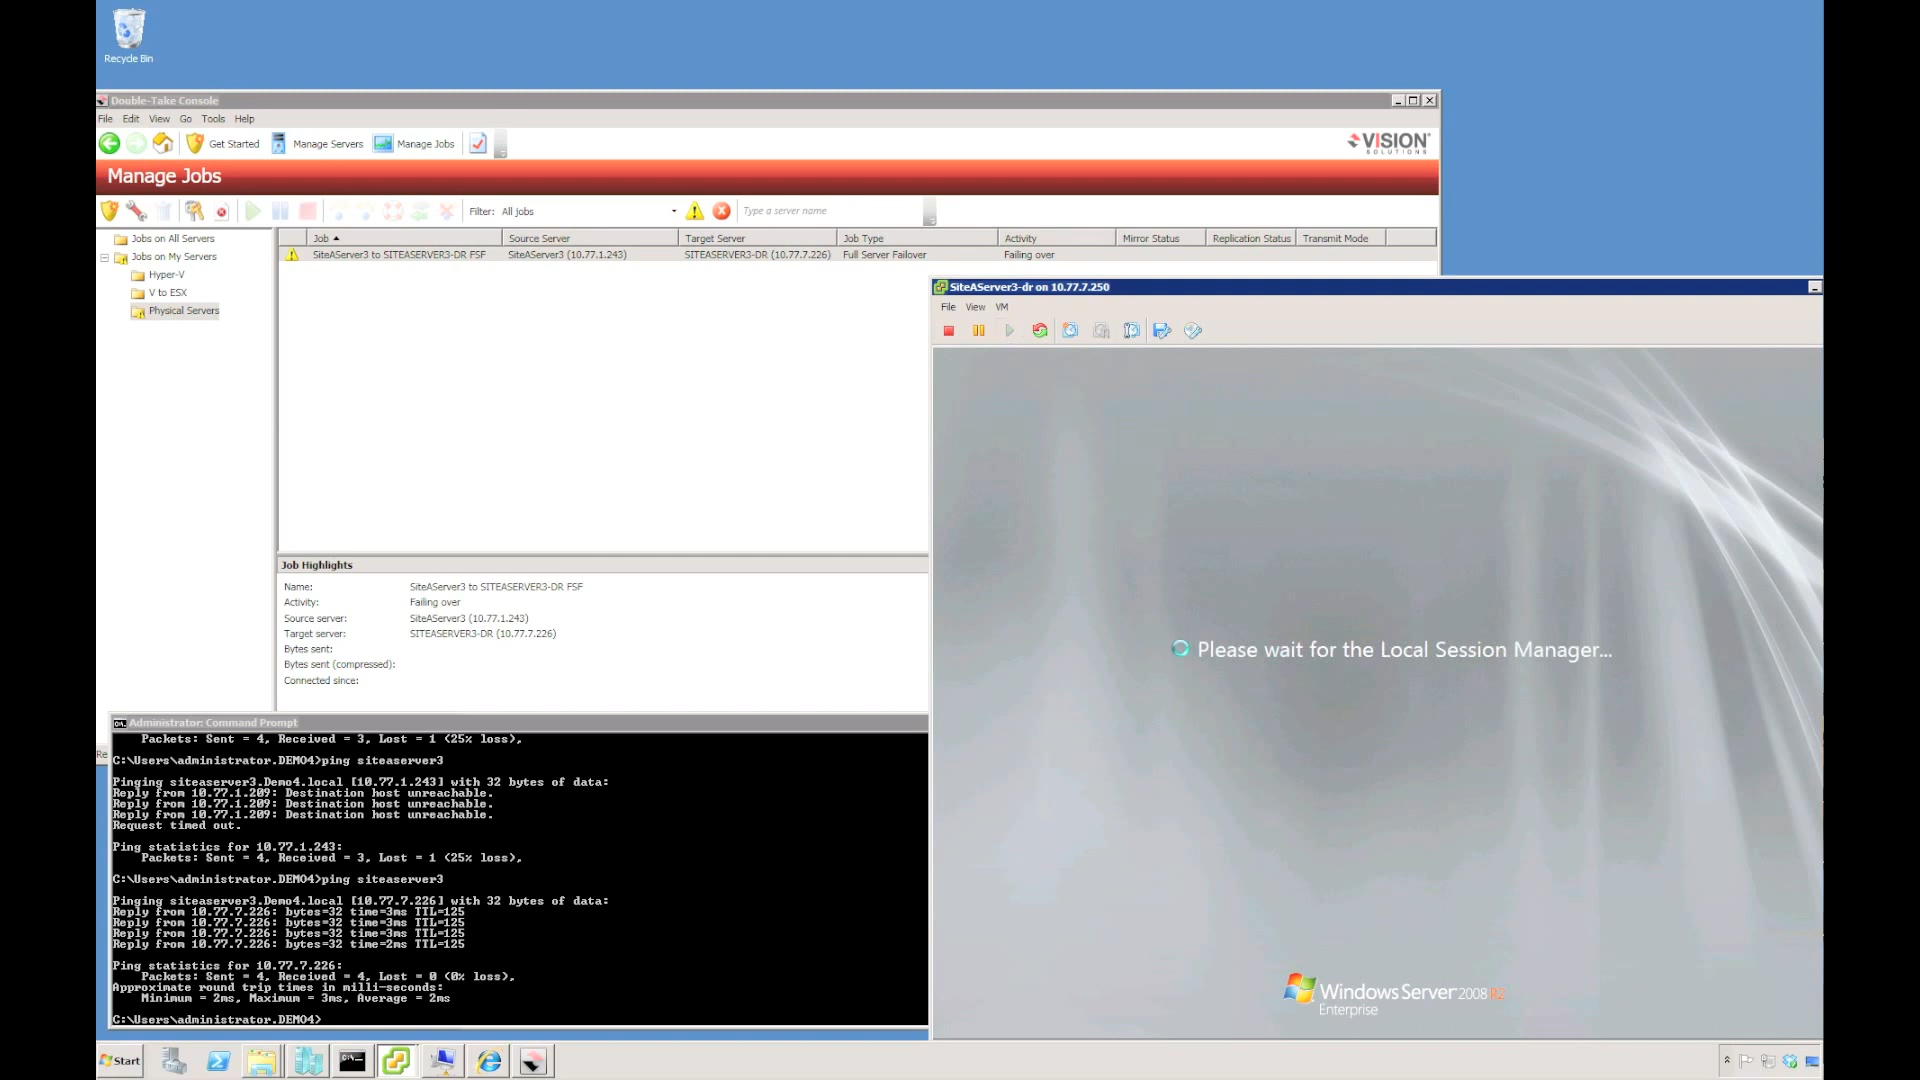 Recycle Bin
Double-Take Console
File Edit View Go Tools Help
Get Started Manage Servers Manage Jobs
VISION
SOLUTIONS
Manage Jobs
Filter: All jobs Type a server name
Jobs on All Servers
Jobs on My Servers
Hyper-V
V to ESX
Physical Servers
Job Source Server Target Server Job Type Activity Mirror Status Replication Status Transmit Mode
SiteAServer3 to SITEASERVER3-DR FSF SiteAServer3 (10.77.1.243) SITEASERVER3-DR (10.77.7.226) Full Server Failover Failing over
Job Highlights
Name: SiteAServer3 to SITEASERVER3-DR FSF
Activity: Failing over
Source server: SiteAServer3 (10.77.1.243)
Target server: SITEASERVER3-DR (10.77.7.226)
Bytes sent:
Bytes sent (compressed):
Connected since:
Re
SiteAServer3-dr on 10.77.7.250
File View VM
Please wait for the Local Session Manager...
Windows Server 2008 R2
Enterprise
Administrator: Command Prompt
Packets: Sent = 4, Received = 3, Lost = 1 (25% loss),
C:\Users\administrator.DEMO4>ping siteaserver3
Pinging siteaserver3.Demo4.local [10.77.1.243] with 32 bytes of data:
Reply from 10.77.1.209: Destination host unreachable.
Reply from 10.77.1.209: Destination host unreachable.
Reply from 10.77.1.209: Destination host unreachable.
Request timed out.
Ping statistics for 10.77.1.243:
Packets: Sent = 4, Received = 3, Lost = 1 (25% loss),
C:\Users\administrator.DEMO4>ping siteaserver3
Pinging siteaserver3.Demo4.local [10.77.7.226] with 32 bytes of data:
Reply from 10.77.7.226: bytes=32 time=3ms TTL=125
Reply from 10.77.7.226: bytes=32 time=3ms TTL=125
Reply from 10.77.7.226: bytes=32 time=3ms TTL=125
Reply from 10.77.7.226: bytes=32 time=2ms TTL=125
Ping statistics for 10.77.7.226:
Packets: Sent = 4, Received = 4, Lost = 0 (0% loss),
Approximate round trip times in milli-seconds:
Minimum = 2ms, Maximum = 3ms, Average = 2ms
C:\Users\administrator.DEMO4>
Start